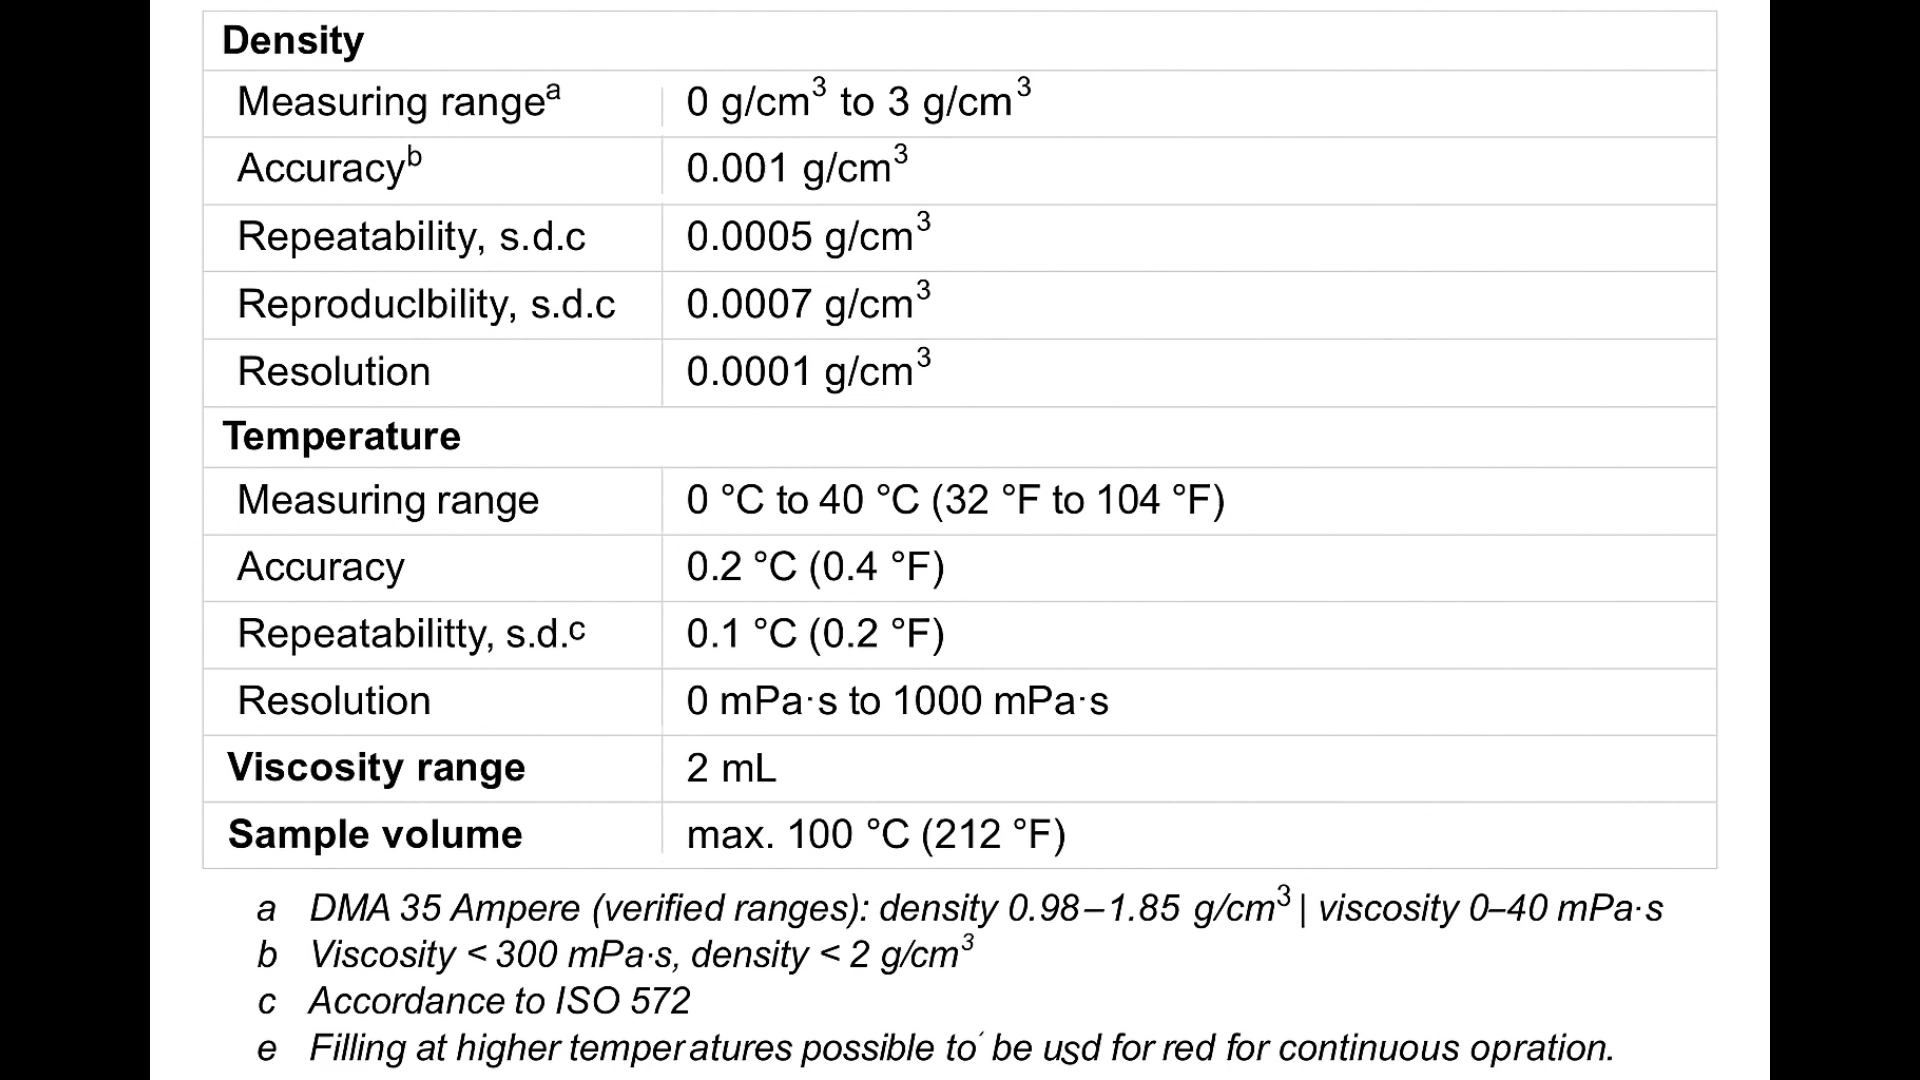 Density
Measuring rangeᵃ 0 g/cm³ to 3 g/cm³
Accuracyᵇ 0.001 g/cm³
Repeatability, s.d.c 0.0005 g/cm³
Reproduclbility, s.d.c 0.0007 g/cm³
Resolution 0.0001 g/cm³
Temperature
Measuring range 0 °C to 40 °C (32 °F to 104 °F)
Accuracy 0.2 °C (0.4 °F)
Repeatabilitty, s.d.ᶜ 0.1 °C (0.2 °F)
Resolution 0 mPa·s to 1000 mPa·s
Viscosity range 2 mL
Sample volume max. 100 °C (212 °F)
a DMA 35 Ampere (verified ranges): density 0.98–1.85 g/cm³ | viscosity 0–40 mPa·s
b Viscosity < 300 mPa·s, density < 2 g/cm³
c Accordance to ISO 572
e Filling at higher temperatures possible to´ be usd for red for continuous opration.